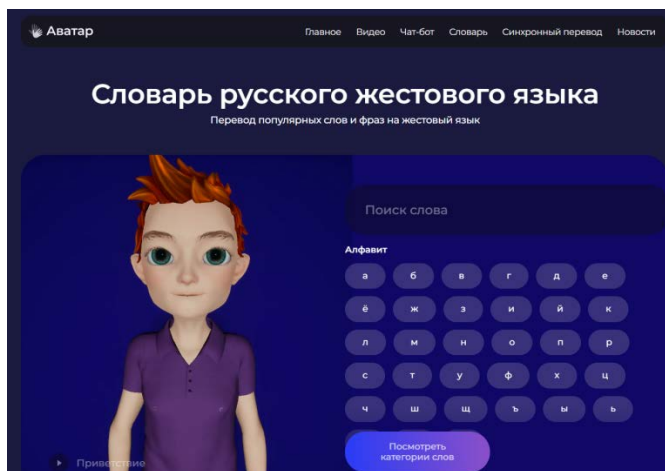 Аватар
Главное Видео Чат-бот Словарь Синхронный перевод Новости
Словарь русского жестового языка
Перевод популярных слов и фраз на жестовый язык
Поиск слова
Алфавит
а б в г д е
ё ж з и й к
л м н о п р
с т у ф х ц
ч ш щ ъ ы ь
Посмотреть
категории слов
Приветствие